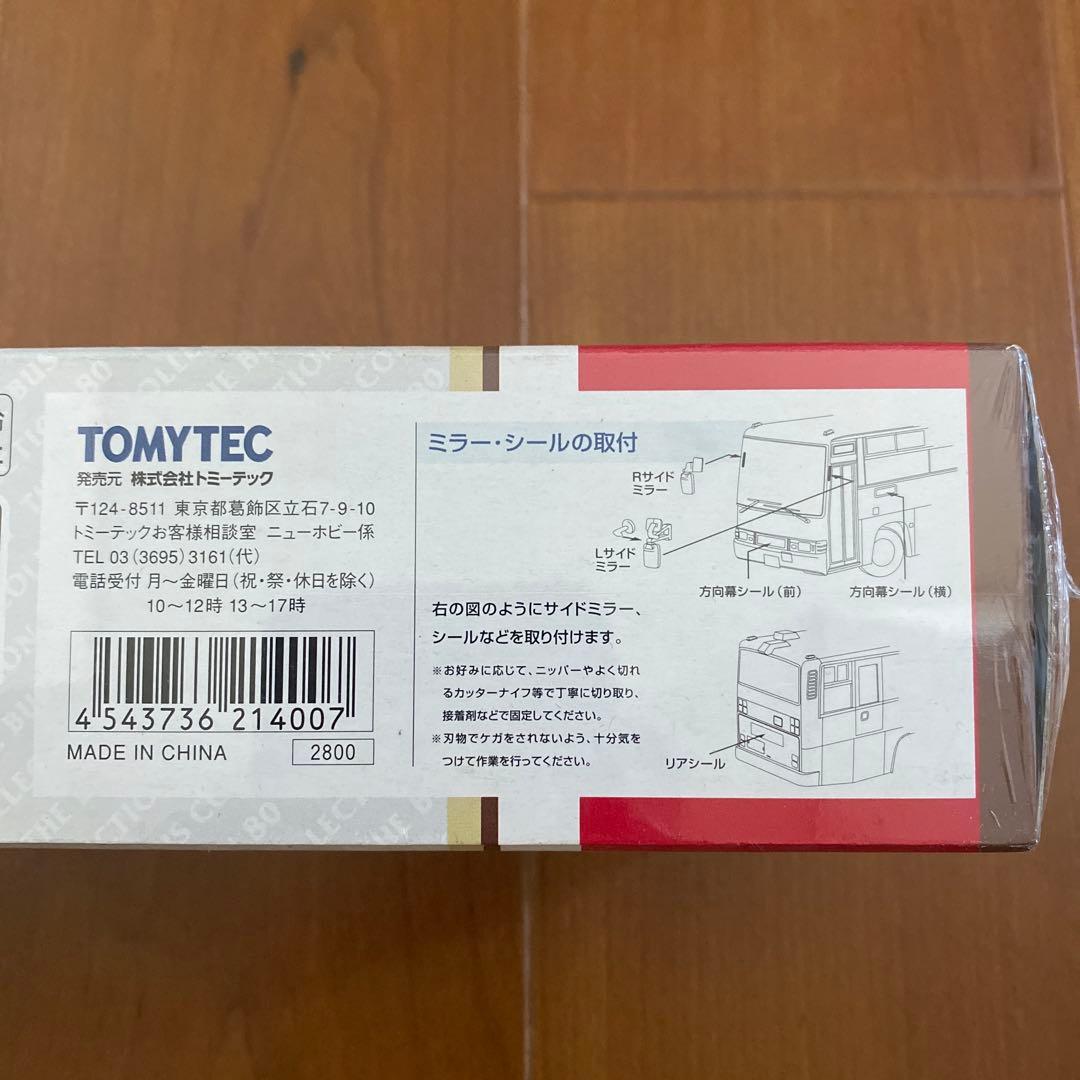 TOMYTEC
発売元 株式会社トミーテック
〒124-8511 東京都葛飾区立石7-9-10
トミーテックお客様相談室 ニューホビー係
TEL 03(3695)3161(代)
電話受付 月〜金曜日(祝・祭・休日を除く)
10〜12時 13〜17時
4 543736 214007
MADE IN CHINA
2800
ミラー・シールの取付
Rサイド
ミラー
Lサイド
ミラー
方向幕シール(前)
方向幕シール(横)
右の図のようにサイドミラー、
シールなどを取り付けます。
※お好みに応じて、ニッパーやよく切れ
るカッターナイフ等で丁寧に切り取り、
接着剤などで固定してください。
※刃物でケガをされないよう、十分気を
つけて作業を行ってください。
リアシール